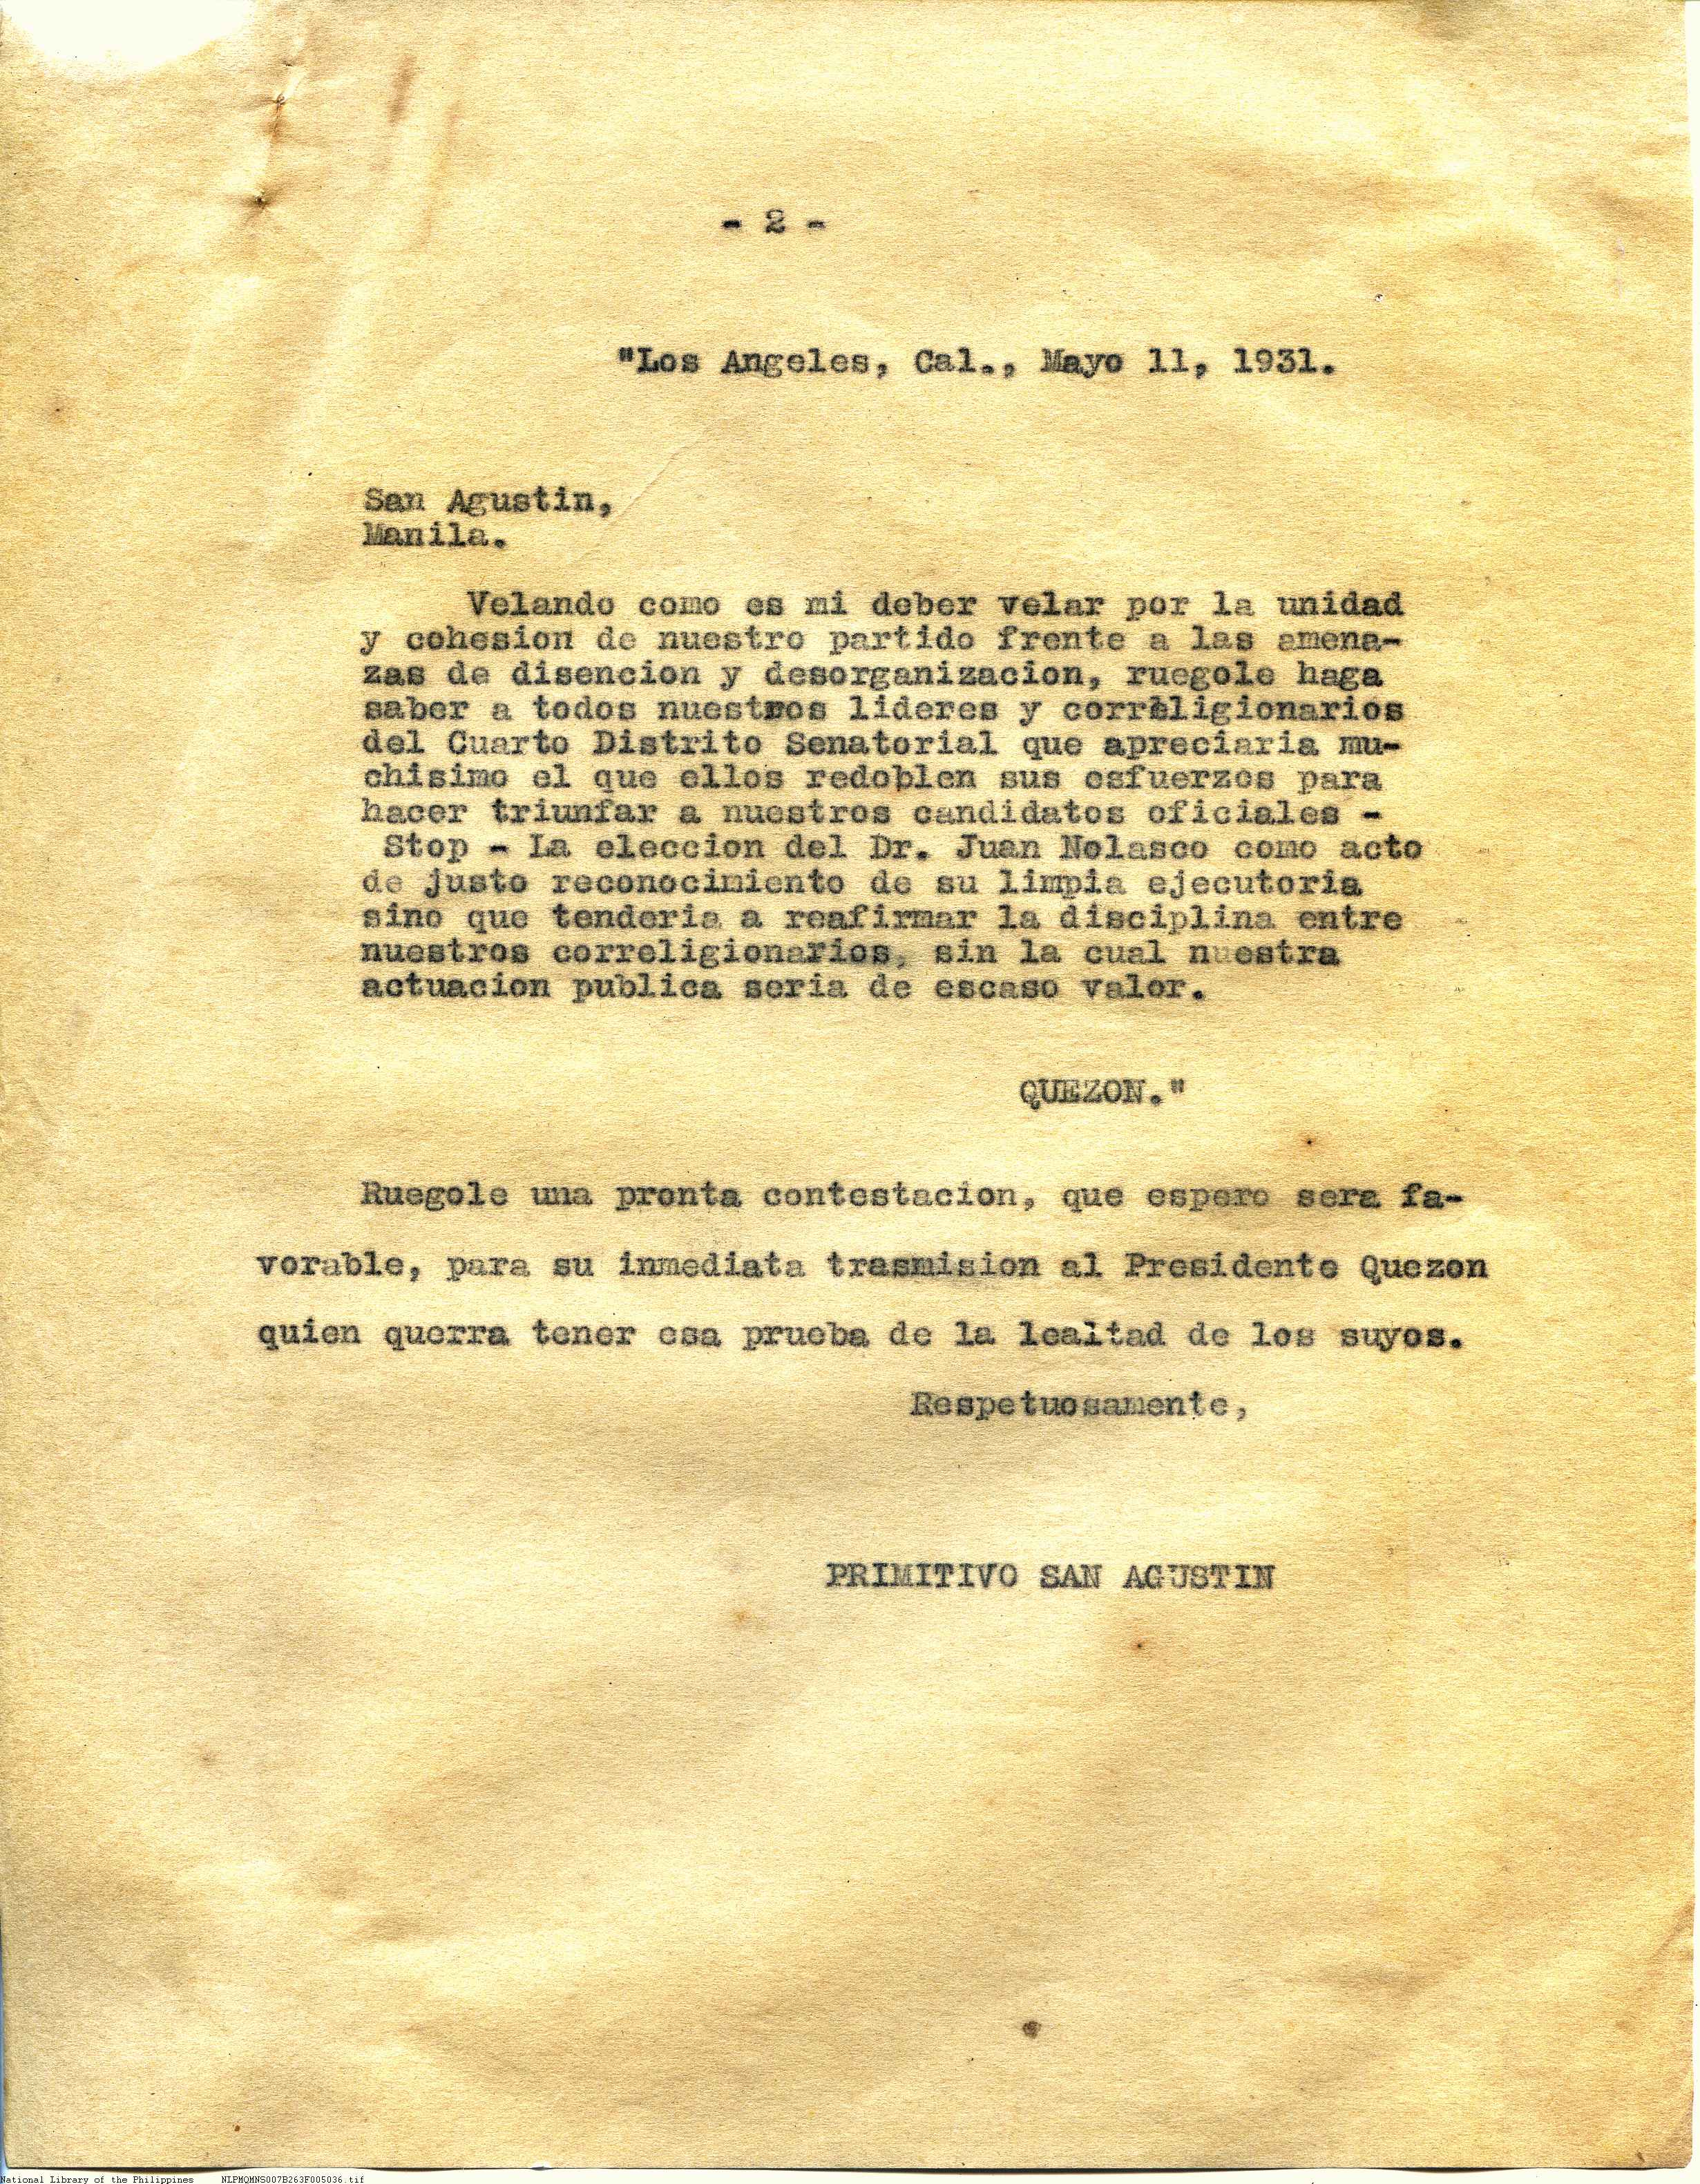 - 2 -
"Los Angeles, Cal., Mayo 11, 1931.
San Agustin,
Manila.
Velando como es mi deber velar por la unidad
y cohesion de nuestro partido frente a las amena-
zas de disencion y desorganizacion, ruegole haga
saber a todos nuestros lideres y correligionarios
del Cuarto Distrito Senatorial que apreciaria mu-
chisimo el que ellos redoblen sus esfuerzos para
hacer triunfar a nuestros candidatos oficiales -
Stop - La eleccion del Dr. Juan Nolasco como acto
de justo reconocimiento de su limpia ejecutoria
sino que tenderia a reafirmar la disciplina entre
nuestros correligionarios, sin la cual nuestra
actuacion publica seria de escaso valor.
QUEZON."
Ruegole una pronta contestacion, que espero sera fa-
vorable, para su inmediata trasmision al Presidente Quezon
quien querra tener esa prueba de la lealtad de los suyos.
Respetuosamente,
PRIMITIVO SAN AGUSTIN
National Library of the Philippines NLPMQMNS007B263F005036.tif